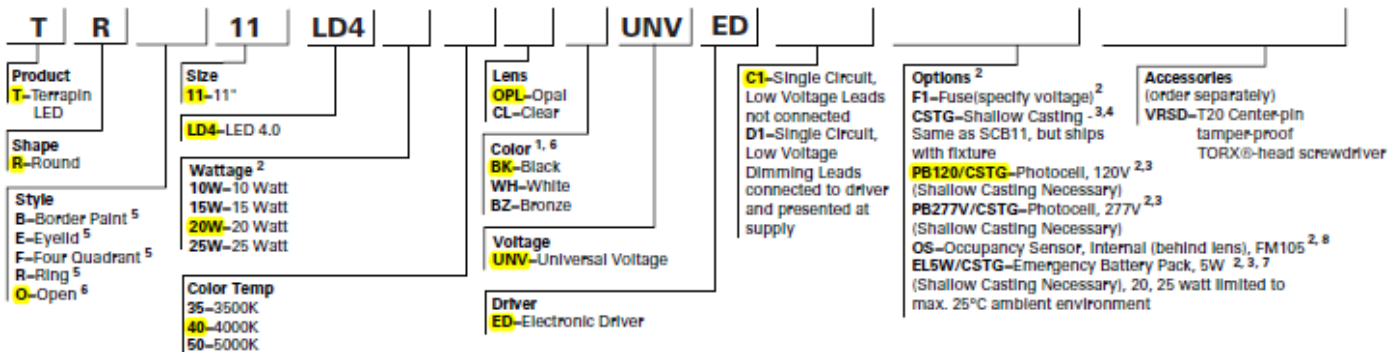 T R 11 LD4 UNV ED
Product
T–Terrapin
LED
Shape
R–Round
Style
B–Border Paint 5
E–Eyelid 5
F–Four Quadrant 5
R–Ring 5
O–Open 6
Size
11–11"
LD4–LED 4.0
Wattage 2
10W–10 Watt
15W–15 Watt
20W–20 Watt
25W–25 Watt
Color Temp
35–3500K
40–4000K
50–5000K
Lens
OPL–Opal
CL–Clear
Color 1, 6
BK–Black
WH–White
BZ–Bronze
Voltage
UNV–Universal Voltage
Driver
ED–Electronic Driver
C1–Single Circuit,
Low Voltage Leads
not connected
D1–Single Circuit,
Low Voltage
Dimming Leads
connected to driver
and presented at
supply
Options 2
F1–Fuse(specify voltage) 2
CSTG–Shallow Casting - 3,4
Same as SCB11, but ships
with fixture
PB120/CSTG–Photocell, 120V 2,3
(Shallow Casting Necessary)
PB277V/CSTG–Photocell, 277V 2,3
(Shallow Casting Necessary)
OS–Occupancy Sensor, Internal (behind lens), FM105 2, 8
EL5W/CSTG–Emergency Battery Pack, 5W 2, 3, 7
(Shallow Casting Necessary), 20, 25 watt limited to
max. 25°C ambient environment
Accessories
(order separately)
VRSD–T20 Center-pin
tamper-proof
TORX®-head screwdriver